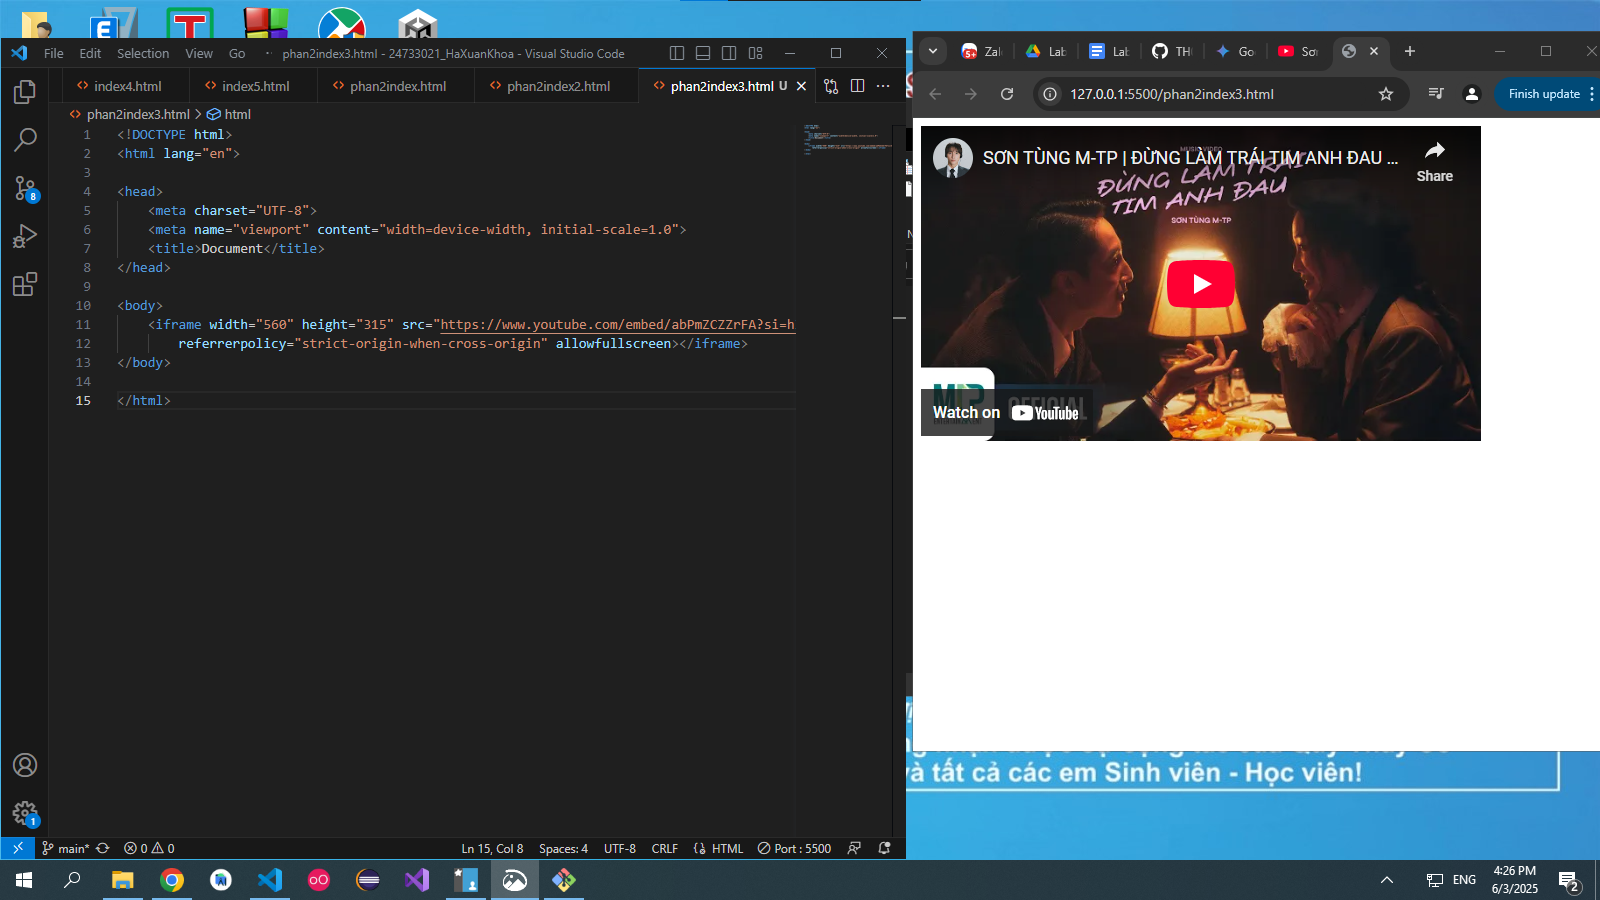 File Edit Selection View Go ··· phan2index3.html - 24733021_HaXuanKhoa - Visual Studio Code
index4.html index5.html phan2index.html phan2index2.html phan2index3.html U
phan2index3.html > html
1 <!DOCTYPE html>
2 <html lang="en">
3
4 <head>
5 <meta charset="UTF-8">
6 <meta name="viewport" content="width=device-width, initial-scale=1.0">
7 <title>Document</title>
8 </head>
9
10 <body>
11 <iframe width="560" height="315" src="https://www.youtube.com/embed/abPmZCZZrFA?si=h
12 referrerpolicy="strict-origin-when-cross-origin" allowfullscreen></iframe>
13 </body>
14
15 </html>
8
1
main* 0 0 Ln 15, Col 8 Spaces: 4 UTF-8 CRLF HTML Port : 5500
Zal Lab Lab TH Go Sơ
127.0.0.1:5500/phan2index3.html Finish update
SƠN TÙNG M-TP | ĐỪNG LÀM TRÁI TIM ANH ĐAU ...
Share
MUSIC VIDEO
ĐỪNG LÀM TRÁI
TIM ANH ĐAU
SƠN TÙNG M-TP
OFFICIAL
Watch on YouTube
và tất cả các em Sinh viên - Học viên!
ENG
4:26 PM
6/3/2025
2